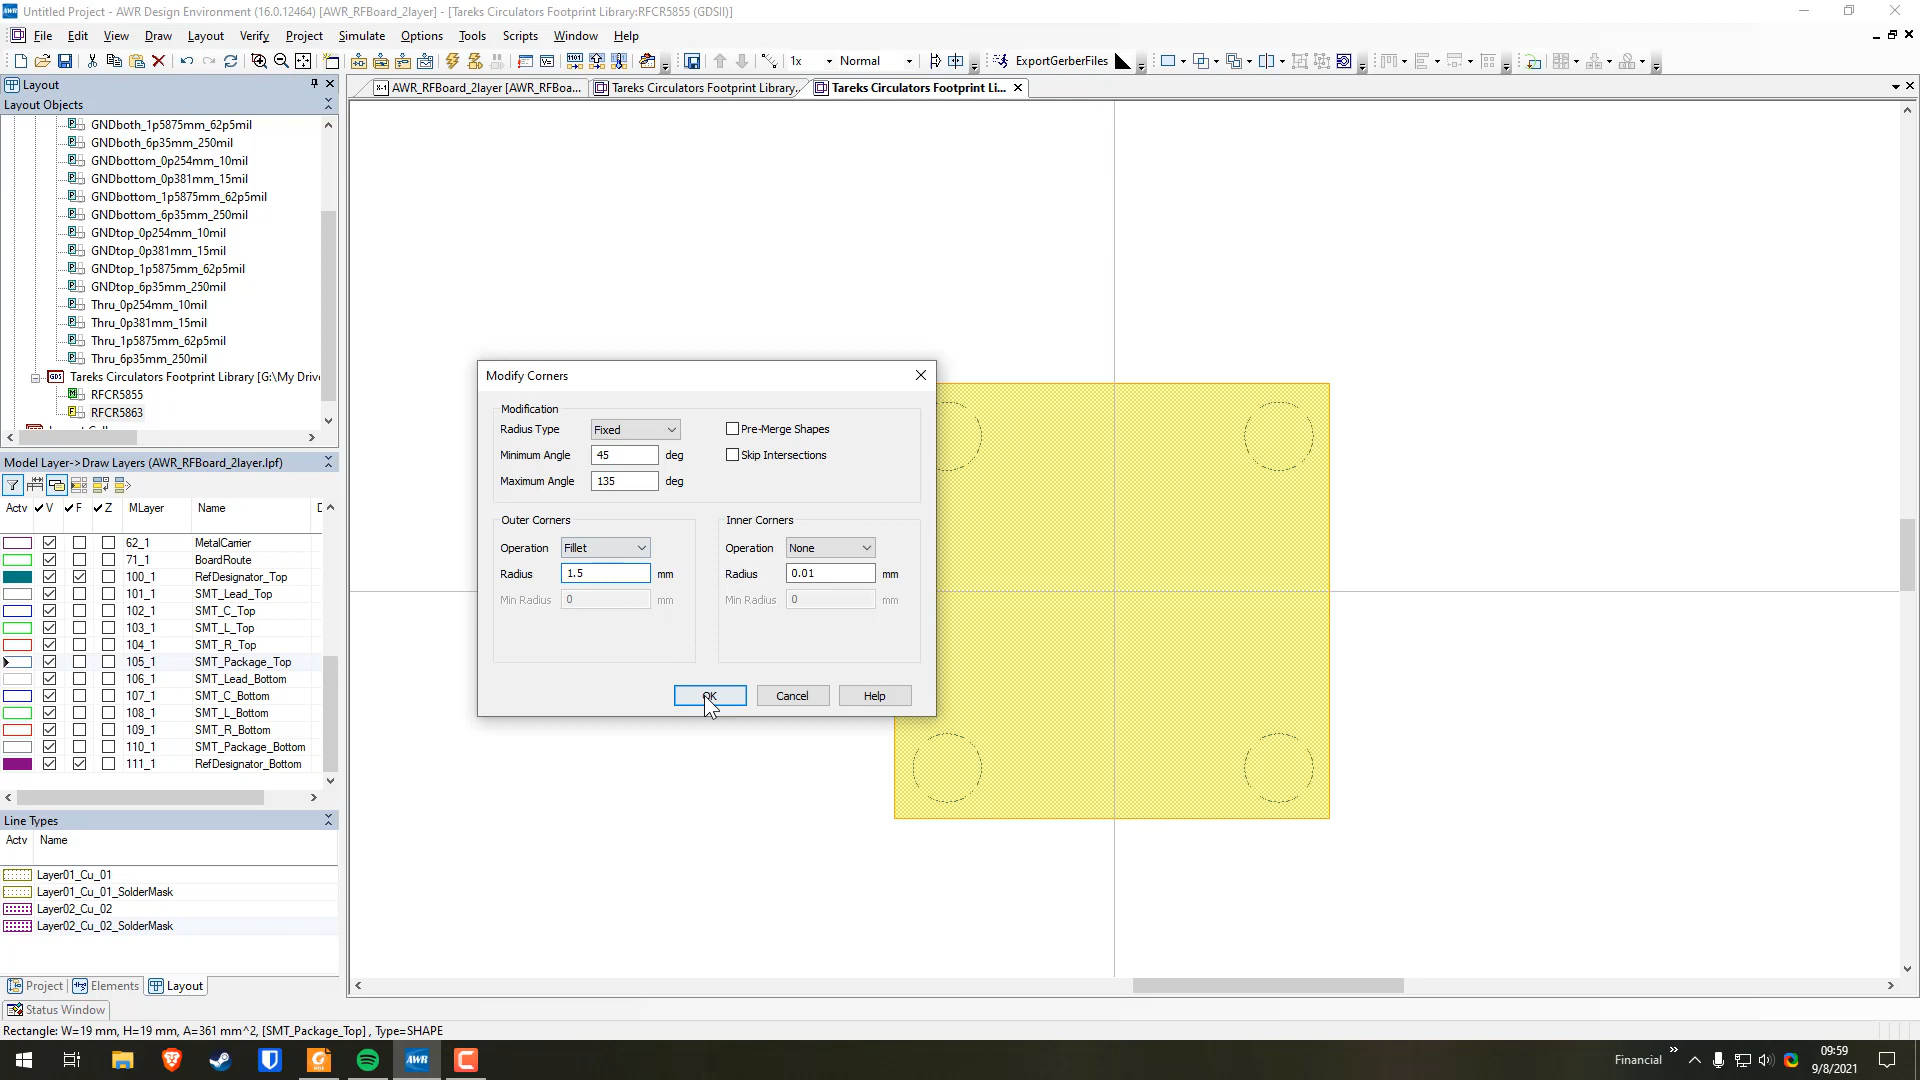 Untitled Project - AWR Design Environment (16.0.12464) [AWR_RFBoard_2layer] - [Tareks Circulators Footprint Library:RFCR5855 (GDSII)]
File Edit View Draw Layout Verify Project Simulate Options Tools Scripts Window Help
1x Normal ExportGerberFiles
Layout
AWR_RFBoard_2layer [AWR_RFBoa... Tareks Circulators Footprint Library... Tareks Circulators Footprint Li...
Layout Objects
GNDboth_1p5875mm_62p5mil
GNDboth_6p35mm_250mil
GNDbottom_0p254mm_10mil
GNDbottom_0p381mm_15mil
GNDbottom_1p5875mm_62p5mil
GNDbottom_6p35mm_250mil
GNDtop_0p254mm_10mil
GNDtop_0p381mm_15mil
GNDtop_1p5875mm_62p5mil
GNDtop_6p35mm_250mil
Thru_0p254mm_10mil
Thru_0p381mm_15mil
Thru_1p5875mm_62p5mil
Thru_6p35mm_250mil
Tareks Circulators Footprint Library [G:\My Drive
RFCR5855
RFCR5863
Model Layer->Draw Layers (AWR_RFBoard_2layer.lpf)
Actv V F Z MLayer Name
62_1 MetalCarrier
71_1 BoardRoute
100_1 RefDesignator_Top
101_1 SMT_Lead_Top
102_1 SMT_C_Top
103_1 SMT_L_Top
104_1 SMT_R_Top
105_1 SMT_Package_Top
106_1 SMT_Lead_Bottom
107_1 SMT_C_Bottom
108_1 SMT_L_Bottom
109_1 SMT_R_Bottom
110_1 SMT_Package_Bottom
111_1 RefDesignator_Bottom
Line Types
Actv Name
Layer01_Cu_01
Layer01_Cu_01_SolderMask
Layer02_Cu_02
Layer02_Cu_02_SolderMask
Project Elements Layout
Status Window
Modify Corners
Modification
Radius Type Fixed Pre-Merge Shapes
Minimum Angle 45 deg Skip Intersections
Maximum Angle 135 deg
Outer Corners Inner Corners
Operation Fillet Operation None
Radius 1.5 mm Radius 0.01 mm
Min Radius 0 mm Min Radius 0 mm
OK Cancel Help
Rectangle: W=19 mm, H=19 mm, A=361 mm^2, [SMT_Package_Top] , Type=SHAPE
Financial 09:59
9/8/2021